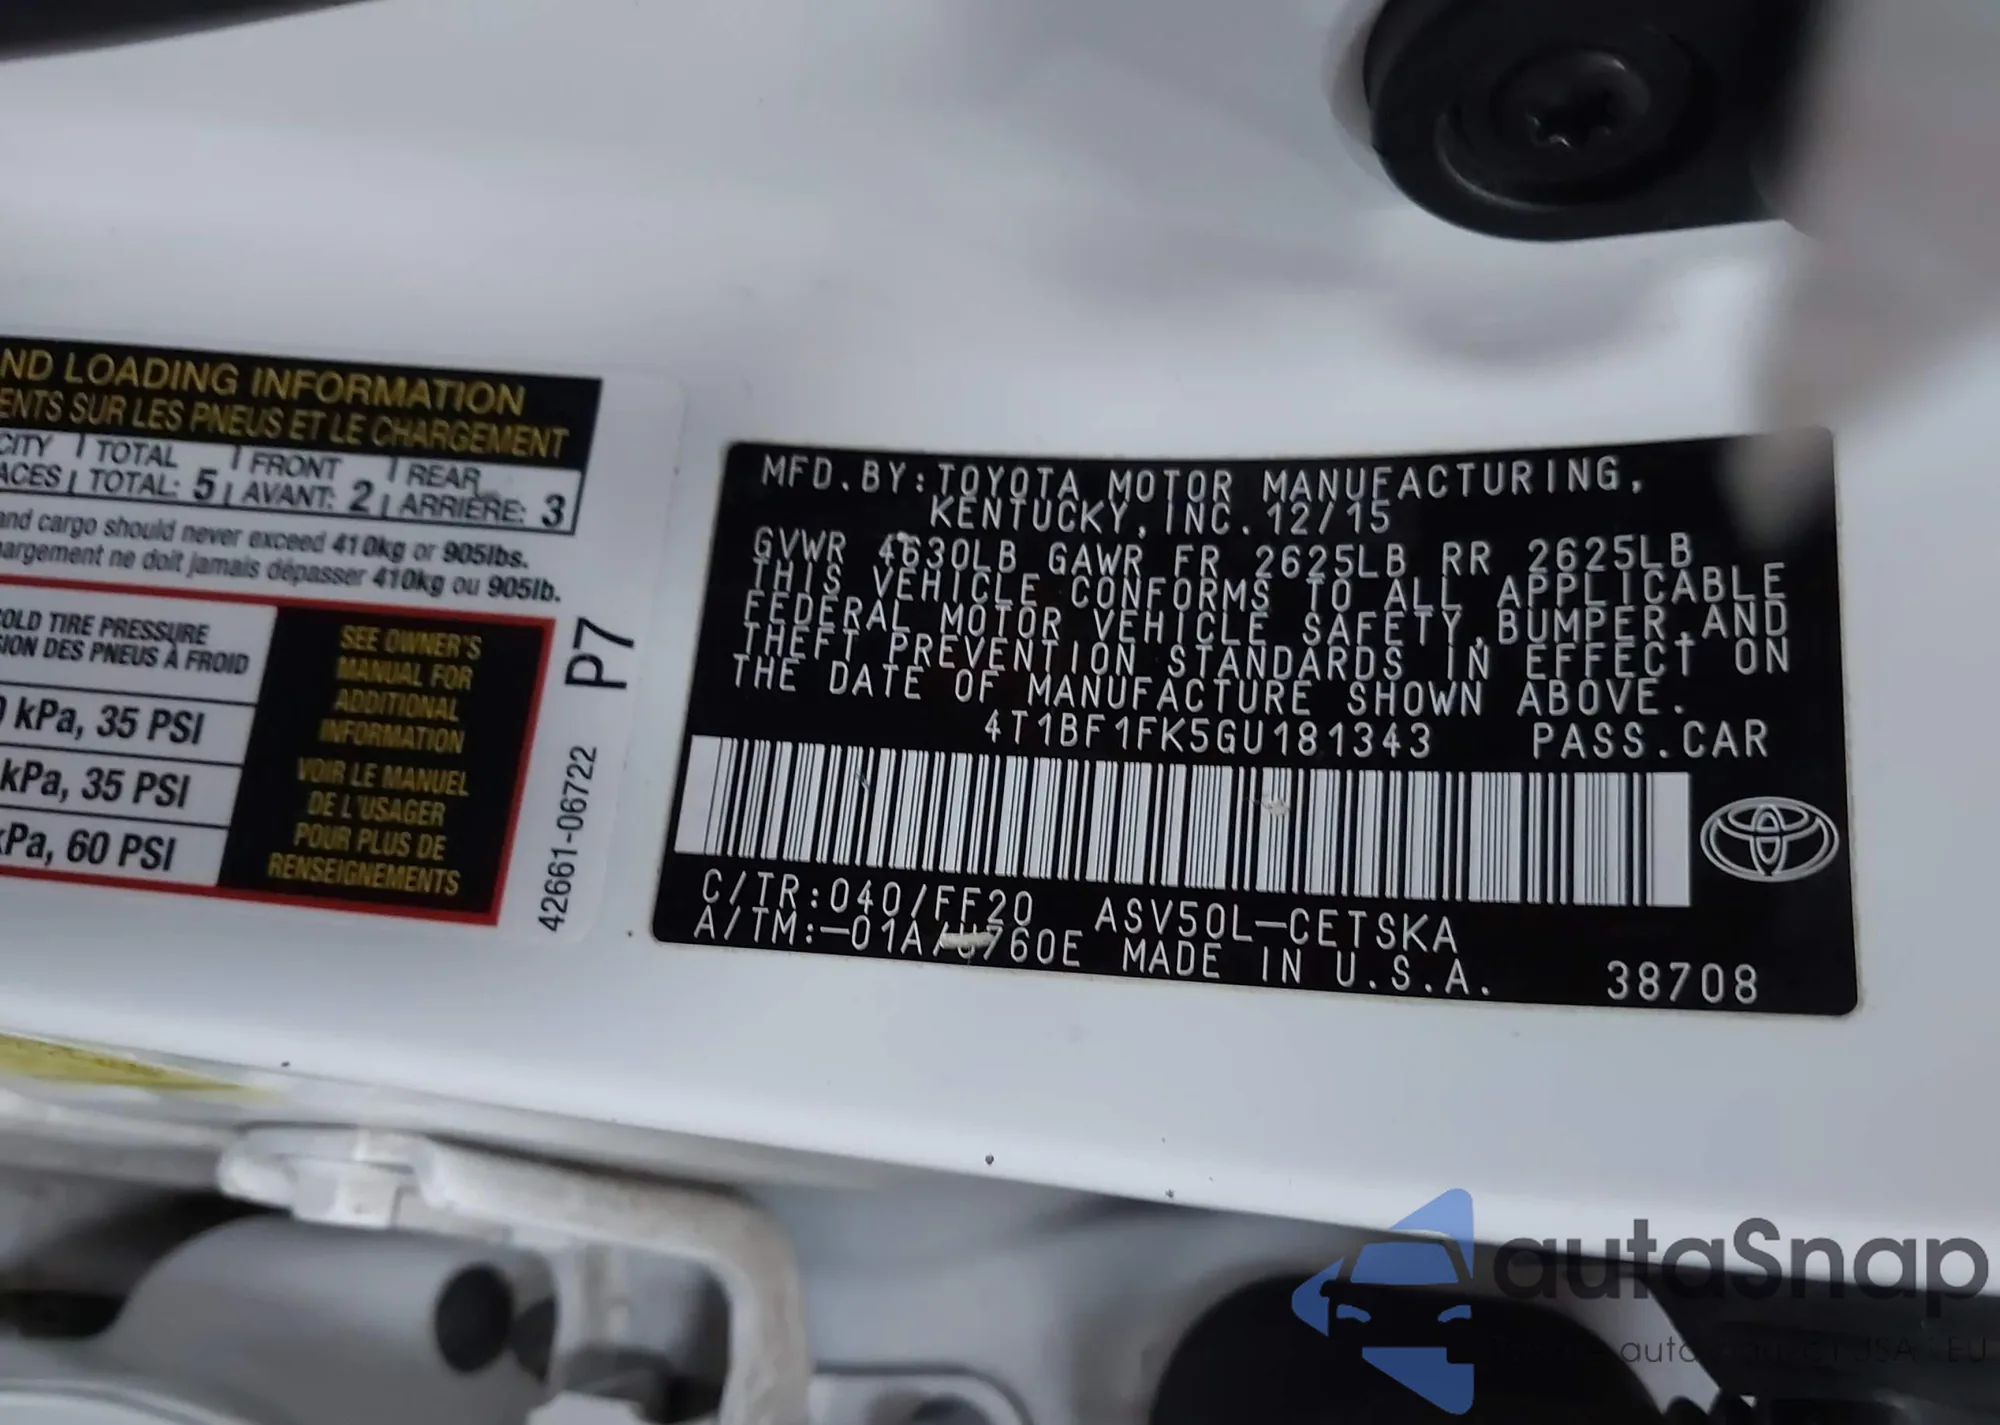 ND LOADING INFORMATION
ENTS SUR LES PNEUS ET LE CHARGEMENT
CITY TOTAL FRONT REAR
ACES TOTAL: 5 AVANT: 2 ARRIÈRE: 3
and cargo should never exceed 410kg or 905lbs.
argement ne doit jamais dépasser 410kg ou 905lb.
OLD TIRE PRESSURE
SION DES PNEUS À FROID
kPa, 35 PSI
kPa, 35 PSI
kPa, 60 PSI
SEE OWNER'S
MANUAL FOR
ADDITIONAL
INFORMATION
VOIR LE MANUEL
DE L'USAGER
POUR PLUS DE
RENSEIGNEMENTS
P7
42661-06722
MFD.BY:TOYOTA MOTOR MANUFACTURING,
KENTUCKY,INC.12/15
GVWR 4630LB GAWR FR 2625LB RR 2625LB
THIS VEHICLE CONFORMS TO ALL APPLICABLE
FEDERAL MOTOR VEHICLE SAFETY,BUMPER,AND
THEFT PREVENTION STANDARDS IN EFFECT ON
THE DATE OF MANUFACTURE SHOWN ABOVE.
4T1BF1FK5GU181343 PASS.CAR
C/TR:040/FF20 ASV50L-CETSKA
A/TM:-01A/U760E MADE IN U.S.A. 38708
autaSnap